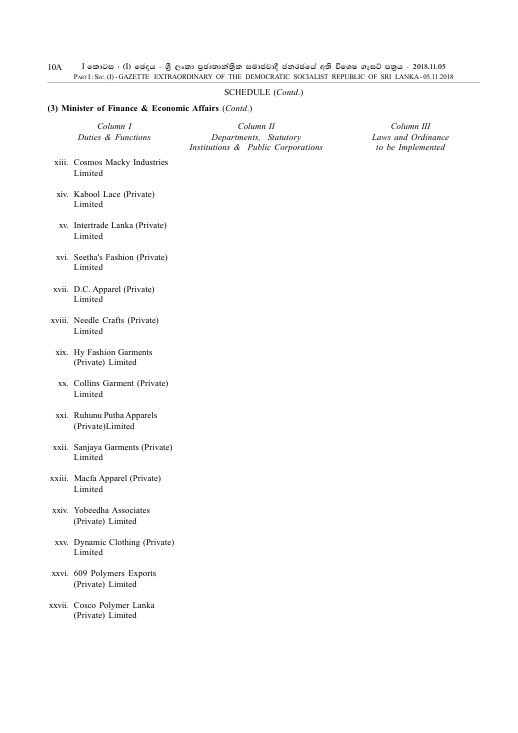 10A I කොටස : (I) ඡෙදය - ශ්‍රී ලංකා ප්‍රජාතාන්ත්‍රික සමාජවාදී ජනරජයේ අති විශෙෂ ගැසට් පත්‍රය - 2018.11.05
PART I : SEC. (I) - GAZETTE EXTRAORDINARY OF THE DEMOCRATIC SOCIALIST REPUBLIC OF SRI LANKA - 05.11.2018
SCHEDULE (Contd.)
(3) Minister of Finance & Economic Affairs (Contd.)
Column I Column II Column III
Duties & Functions Departments, Statutory Laws and Ordinance
Institutions & Public Corporations to be Implemented
xiii. Cosmos Macky Industries
Limited
xiv. Kabool Lace (Private)
Limited
xv. Intertrade Lanka (Private)
Limited
xvi. Seetha's Fashion (Private)
Limited
xvii. D.C. Apparel (Private)
Limited
xviii. Needle Crafts (Private)
Limited
xix. Hy Fashion Garments
(Private) Limited
xx. Collins Garment (Private)
Limited
xxi. Ruhunu Putha Apparels
(Private)Limited
xxii. Sanjaya Garments (Private)
Limited
xxiii. Macfa Apparel (Private)
Limited
xxiv. Yobeedha Associates
(Private) Limited
xxv. Dynamic Clothing (Private)
Limited
xxvi. 609 Polymers Exports
(Private) Limited
xxvii. Cosco Polymer Lanka
(Private) Limited